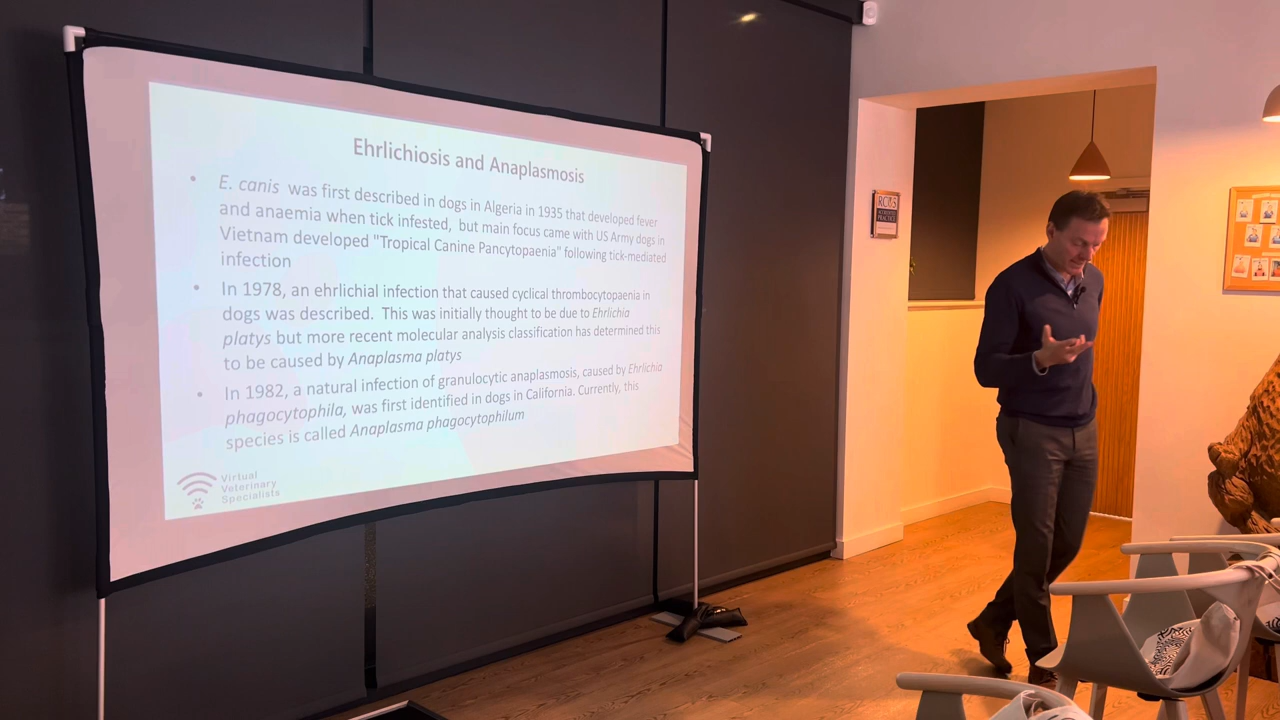 Ehrlichiosis and Anaplasmosis
• E. canis was first described in dogs in Algeria in 1935 that developed fever
and anaemia when tick infested, but main focus came with US Army dogs in
Vietnam developed "Tropical Canine Pancytopaenia" following tick-mediated
infection
• In 1978, an ehrlichial infection that caused cyclical thrombocytopaenia in
dogs was described. This was initially thought to be due to Ehrlichia
platys but more recent molecular analysis classification has determined this
to be caused by Anaplasma platys
• In 1982, a natural infection of granulocytic anaplasmosis, caused by Ehrlichia
phagocytophila, was first identified in dogs in California. Currently, this
species is called Anaplasma phagocytophilum
Virtual
Veterinary
Specialists
RCVS
ACCREDITED
PRACTICE